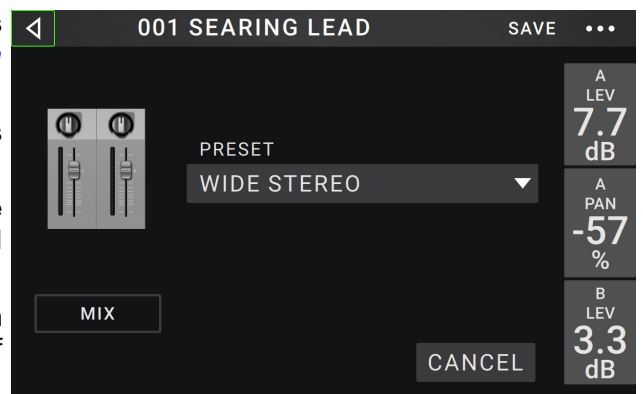 001 SEARING LEAD
SAVE
A
LEV
7.7
dB
PRESET
WIDE STEREO
A
PAN
-57
%
MIX
B
LEV
3.3
dB
CANCEL